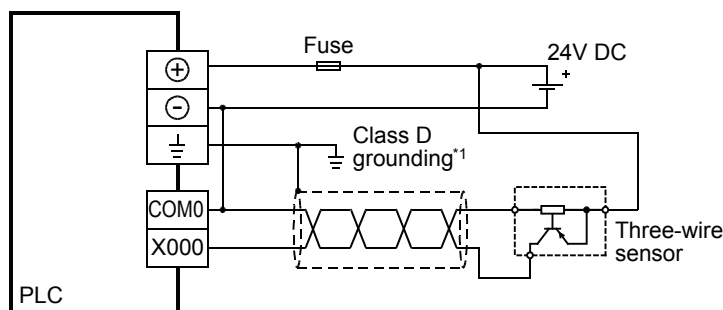 Fuse
24V DC
+
+
-
Class D
grounding*1
COM0
X000
Three-wire
sensor
PLC